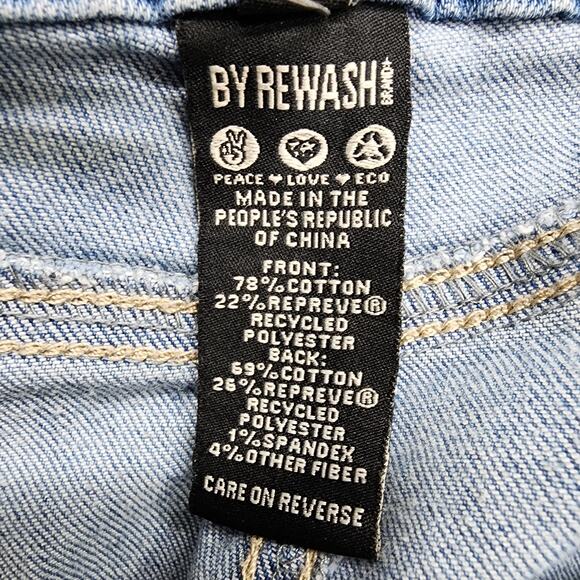 BY REWASH BRAND+
PEACE ❤ LOVE ❤ ECO
MADE IN THE
PEOPLE'S REPUBLIC
OF CHINA
FRONT:
78% COTTON
22% REPREVE®
RECYCLED
POLYESTER
BACK:
69% COTTON
26% REPREVE®
RECYCLED
POLYESTER
1% SPANDEX
4% OTHER FIBER
CARE ON REVERSE